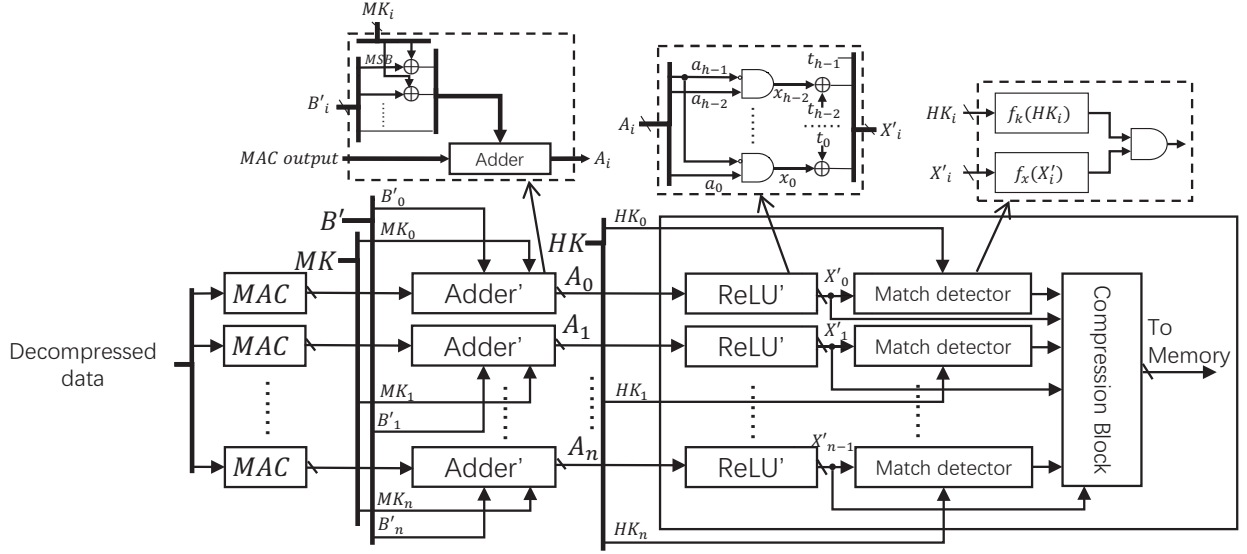 MK_i
MSB
B'_i
MAC output
Adder
A_i
a_{h-1}
a_{h-2}
x_{h-2}
t_{h-1}
t_{h-2}
A_i
X'_i
t_0
a_0
x_0
HK_i
f_k(HK_i)
X'_i
f_x(X'_i)
B'
B'_0
MK
MK_0
HK
HK_0
Decompressed
data
MAC
Adder'
A_0
ReLU'
X'_0
Match detector
MAC
Adder'
A_1
ReLU'
X'_1
Match detector
MK_1
B'_1
HK_1
MAC
Adder'
A_n
ReLU'
X'_{n-1}
Match detector
MK_n
B'_n
HK_n
Compression Block
To
Memory